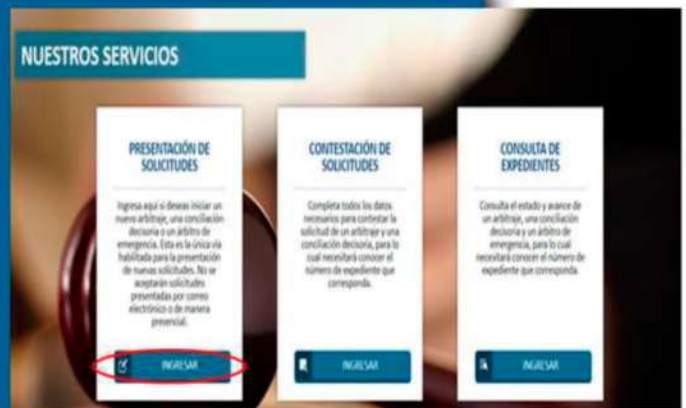 NUESTROS SERVICIOS
PRESENTACIÓN DE
SOLICITUDES
Ingresa aquí si deseas iniciar un
nuevo arbitraje, una conciliación
decisoria o un árbitro de
emergencia. Esta es la única vía
habilitada para la presentación
de nuevas solicitudes. No se
aceptarán solicitudes
presentadas por correo
electrónico o de manera
presencial.
INGRESAR
CONTESTACIÓN DE
SOLICITUDES
Completa todos los datos
necesarios para contestar la
solicitud de un arbitraje y una
conciliación decisoria, para lo
cual necesitará conocer el
número de expediente que
corresponda.
INGRESAR
CONSULTA DE
EXPEDIENTES
Consulta el estado y avance de
un arbitraje, una conciliación
decisoria y un árbitro de
emergencia, para lo cual
necesitará conocer el número de
expediente que corresponda.
INGRESAR